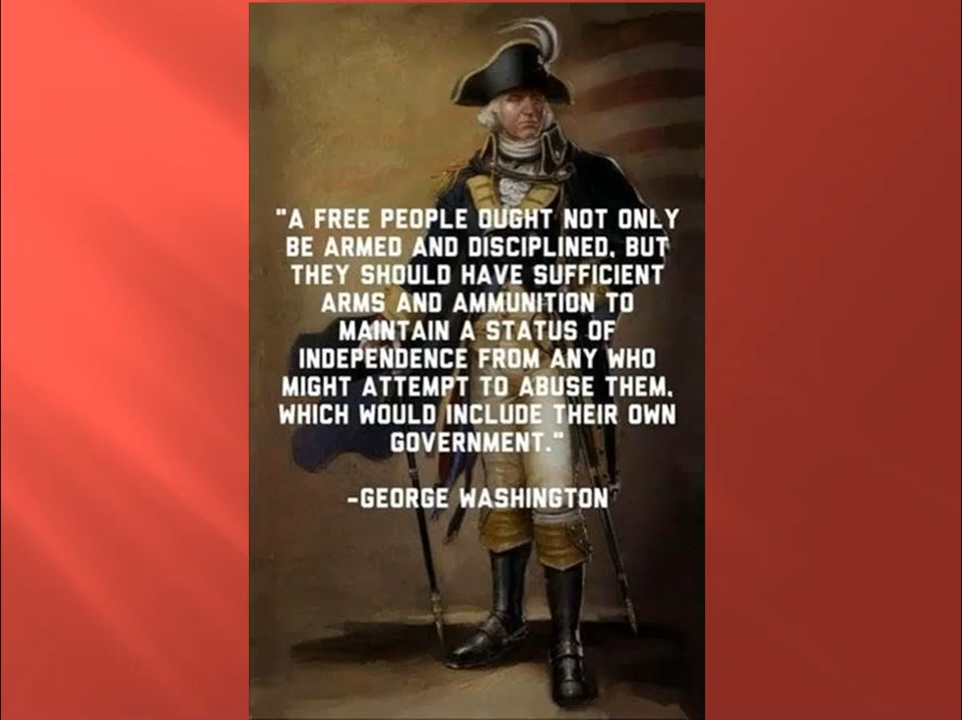 "A FREE PEOPLE OUGHT NOT ONLY
BE ARMED AND DISCIPLINED, BUT
THEY SHOULD HAVE SUFFICIENT
ARMS AND AMMUNITION TO
MAINTAIN A STATUS OF
INDEPENDENCE FROM ANY WHO
MIGHT ATTEMPT TO ABUSE THEM,
WHICH WOULD INCLUDE THEIR OWN
GOVERNMENT."
-GEORGE WASHINGTON